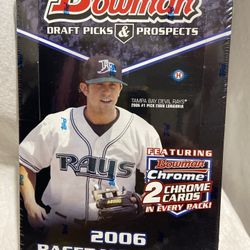 Bowman
DRAFT PICKS & PROSPECTS
TAMPA BAY DEVIL RAYS®
2006 #1 PICK EVAN LONGORIA
RAYS
FEATURING
Bowman
Chrome
2 CHROME
CARDS
IN EVERY PACK!
2006